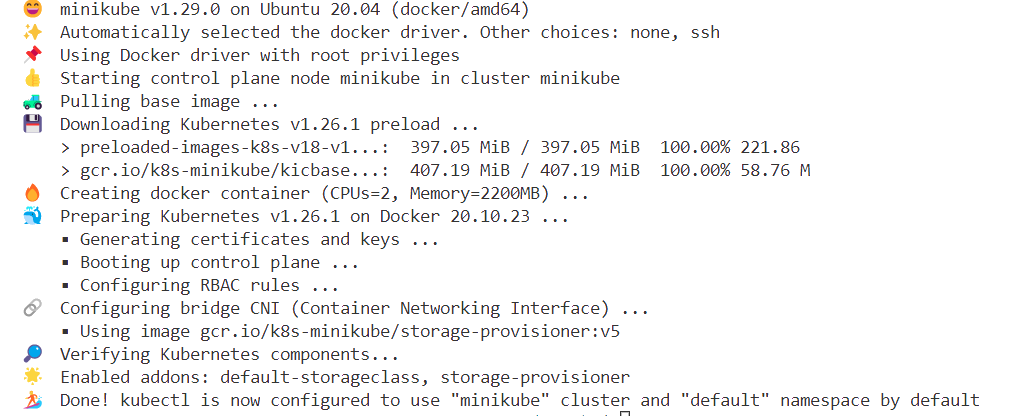 😄 minikube v1.29.0 on Ubuntu 20.04 (docker/amd64)
✨ Automatically selected the docker driver. Other choices: none, ssh
📌 Using Docker driver with root privileges
👍 Starting control plane node minikube in cluster minikube
🚜 Pulling base image ...
💾 Downloading Kubernetes v1.26.1 preload ...
> preloaded-images-k8s-v18-v1...: 397.05 MiB / 397.05 MiB 100.00% 221.86
> gcr.io/k8s-minikube/kicbase...: 407.19 MiB / 407.19 MiB 100.00% 58.76 M
🔥 Creating docker container (CPUs=2, Memory=2200MB) ...
🐳 Preparing Kubernetes v1.26.1 on Docker 20.10.23 ...
▪ Generating certificates and keys ...
▪ Booting up control plane ...
▪ Configuring RBAC rules ...
🔗 Configuring bridge CNI (Container Networking Interface) ...
▪ Using image gcr.io/k8s-minikube/storage-provisioner:v5
🔎 Verifying Kubernetes components...
🌟 Enabled addons: default-storageclass, storage-provisioner
🏄 Done! kubectl is now configured to use "minikube" cluster and "default" namespace by default